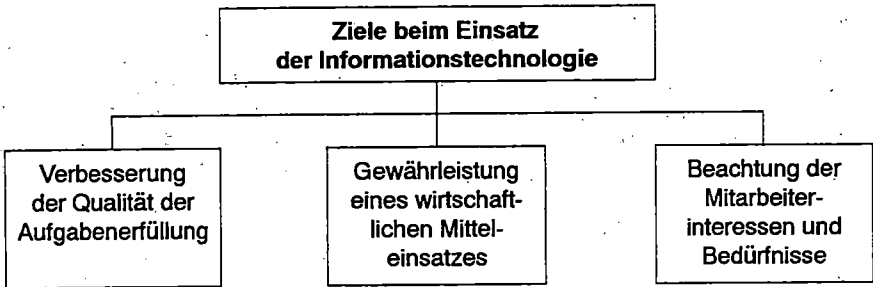 Ziele beim Einsatz
der Informationstechnologie
Verbesserung
der Qualität der
Aufgabenerfüllung
Gewährleistung
eines wirtschaft-
lichen Mittel-
einsatzes
Beachtung der
Mitarbeiter-
interessen und
Bedürfnisse